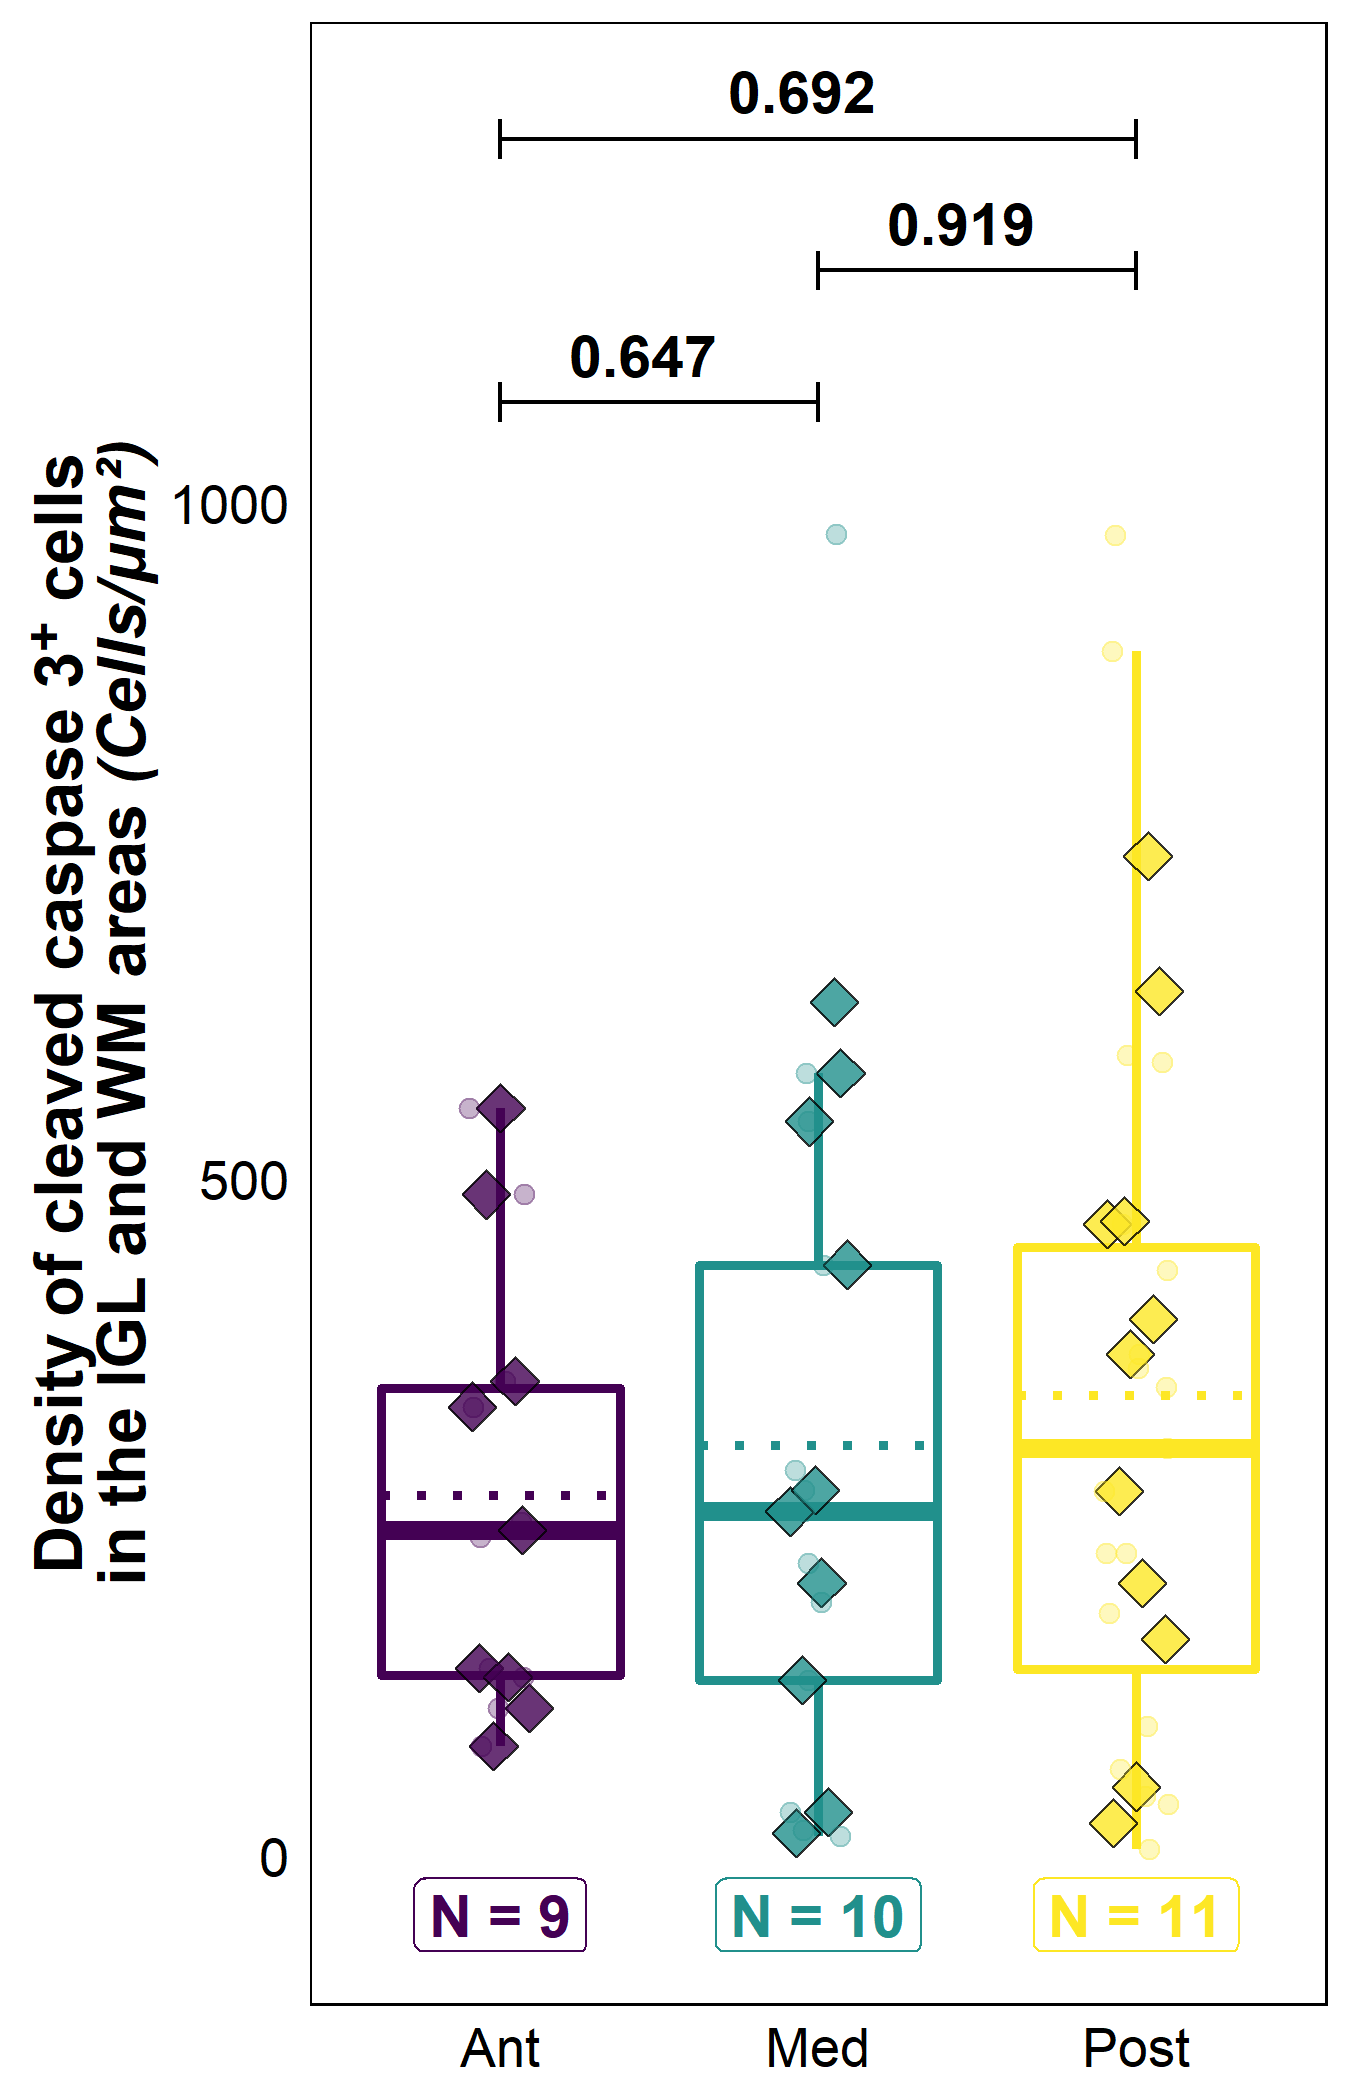 0.692
0.919
0.647
Density of cleaved caspase 3⁺ cells
in the IGL and WM areas (Cells/μm²)
1000
500
0
N = 9
N = 10
N = 11
Ant
Med
Post